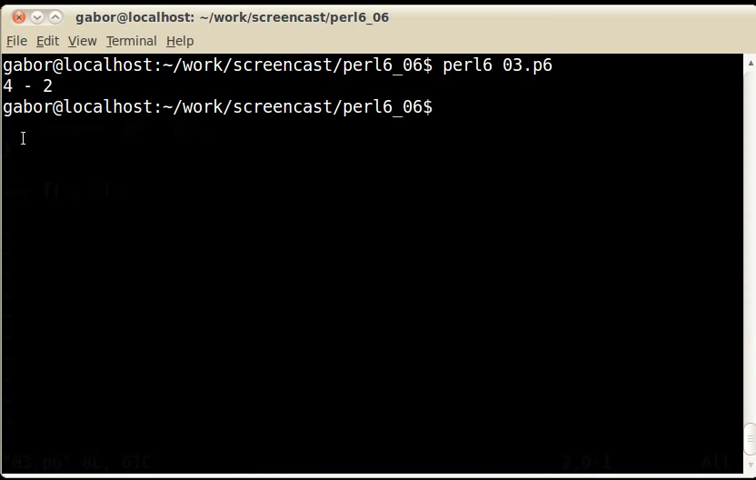 gabor@localhost: ~/work/screencast/perl6_06
File Edit View Terminal Help
gabor@localhost:~/work/screencast/perl6_06$ perl6 03.p6
4 - 2
gabor@localhost:~/work/screencast/perl6_06$